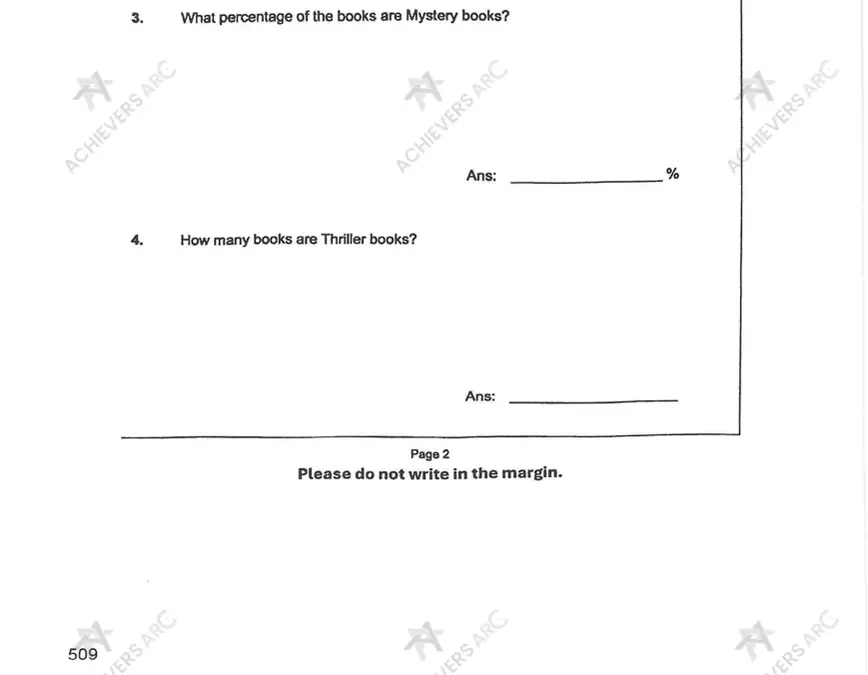 3. What percentage of the books are Mystery books?
ACHIEVERS ARC
ACHIEVERS ARC
ACHIEVERS ARC
Ans: ____________ %
4. How many books are Thriller books?
Ans: ____________
Page 2
Please do not write in the margin.
509